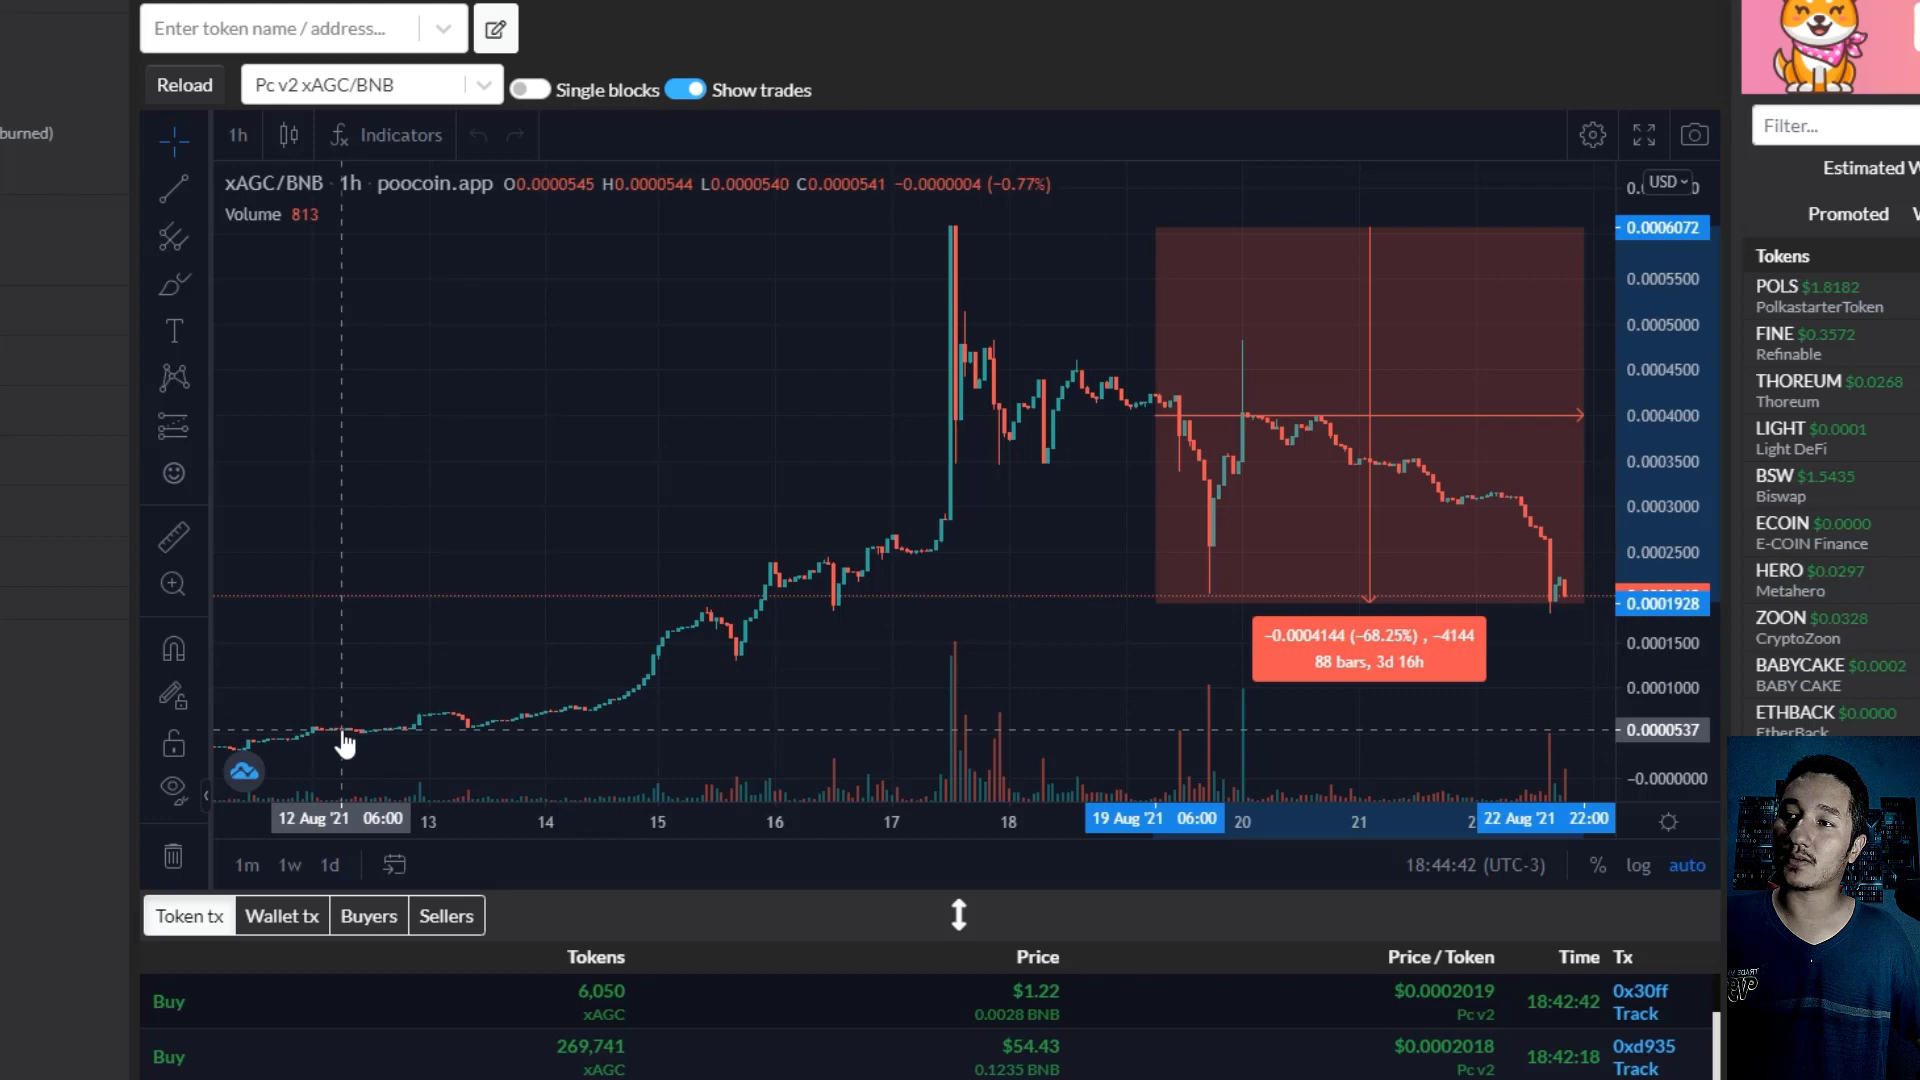 Enter token name / address...
Reload
Pc v2 xAGC/BNB
Single blocks
Show trades
burned)
1h
Indicators
xAGC/BNB · 1h · poocoin.app O0.0000545 H0.0000544 L0.0000540 C0.0000541 −0.0000004 (−0.77%)
Volume 813
USD
0.0006072
0.0005500
0.0005000
0.0004500
0.0004000
0.0003500
0.0003000
0.0002500
0.0001928
0.0001500
0.0001000
0.0000537
−0.0000000
−0.0004144 (−68.25%) , −4144
88 bars, 3d 16h
12 Aug '21 06:00
13
14
15
16
17
18
19 Aug '21 06:00
20
21
22 Aug '21 22:00
1m 1w 1d
18:44:42 (UTC-3)
%
log
auto
Token tx
Wallet tx
Buyers
Sellers
Tokens Price Price / Token Time Tx
Buy 6,050 $1.22 $0.0002019 18:42:42 0x30ff
xAGC 0.0028 BNB Pc v2 Track
Buy 269,741 $54.43 $0.0002018 18:42:18 0xd935
xAGC 0.1235 BNB Pc v2 Track
Filter...
Estimated W
Promoted
Tokens
POLS $1.8182
PolkastarterToken
FINE $0.3572
Refinable
THOREUM $0.0268
Thoreum
LIGHT $0.0001
Light DeFi
BSW $1.5435
Biswap
ECOIN $0.0000
E-COIN Finance
HERO $0.0297
Metahero
ZOON $0.0328
CryptoZoon
BABYCAKE $0.0002
BABY CAKE
ETHBACK $0.0000
EtherBack